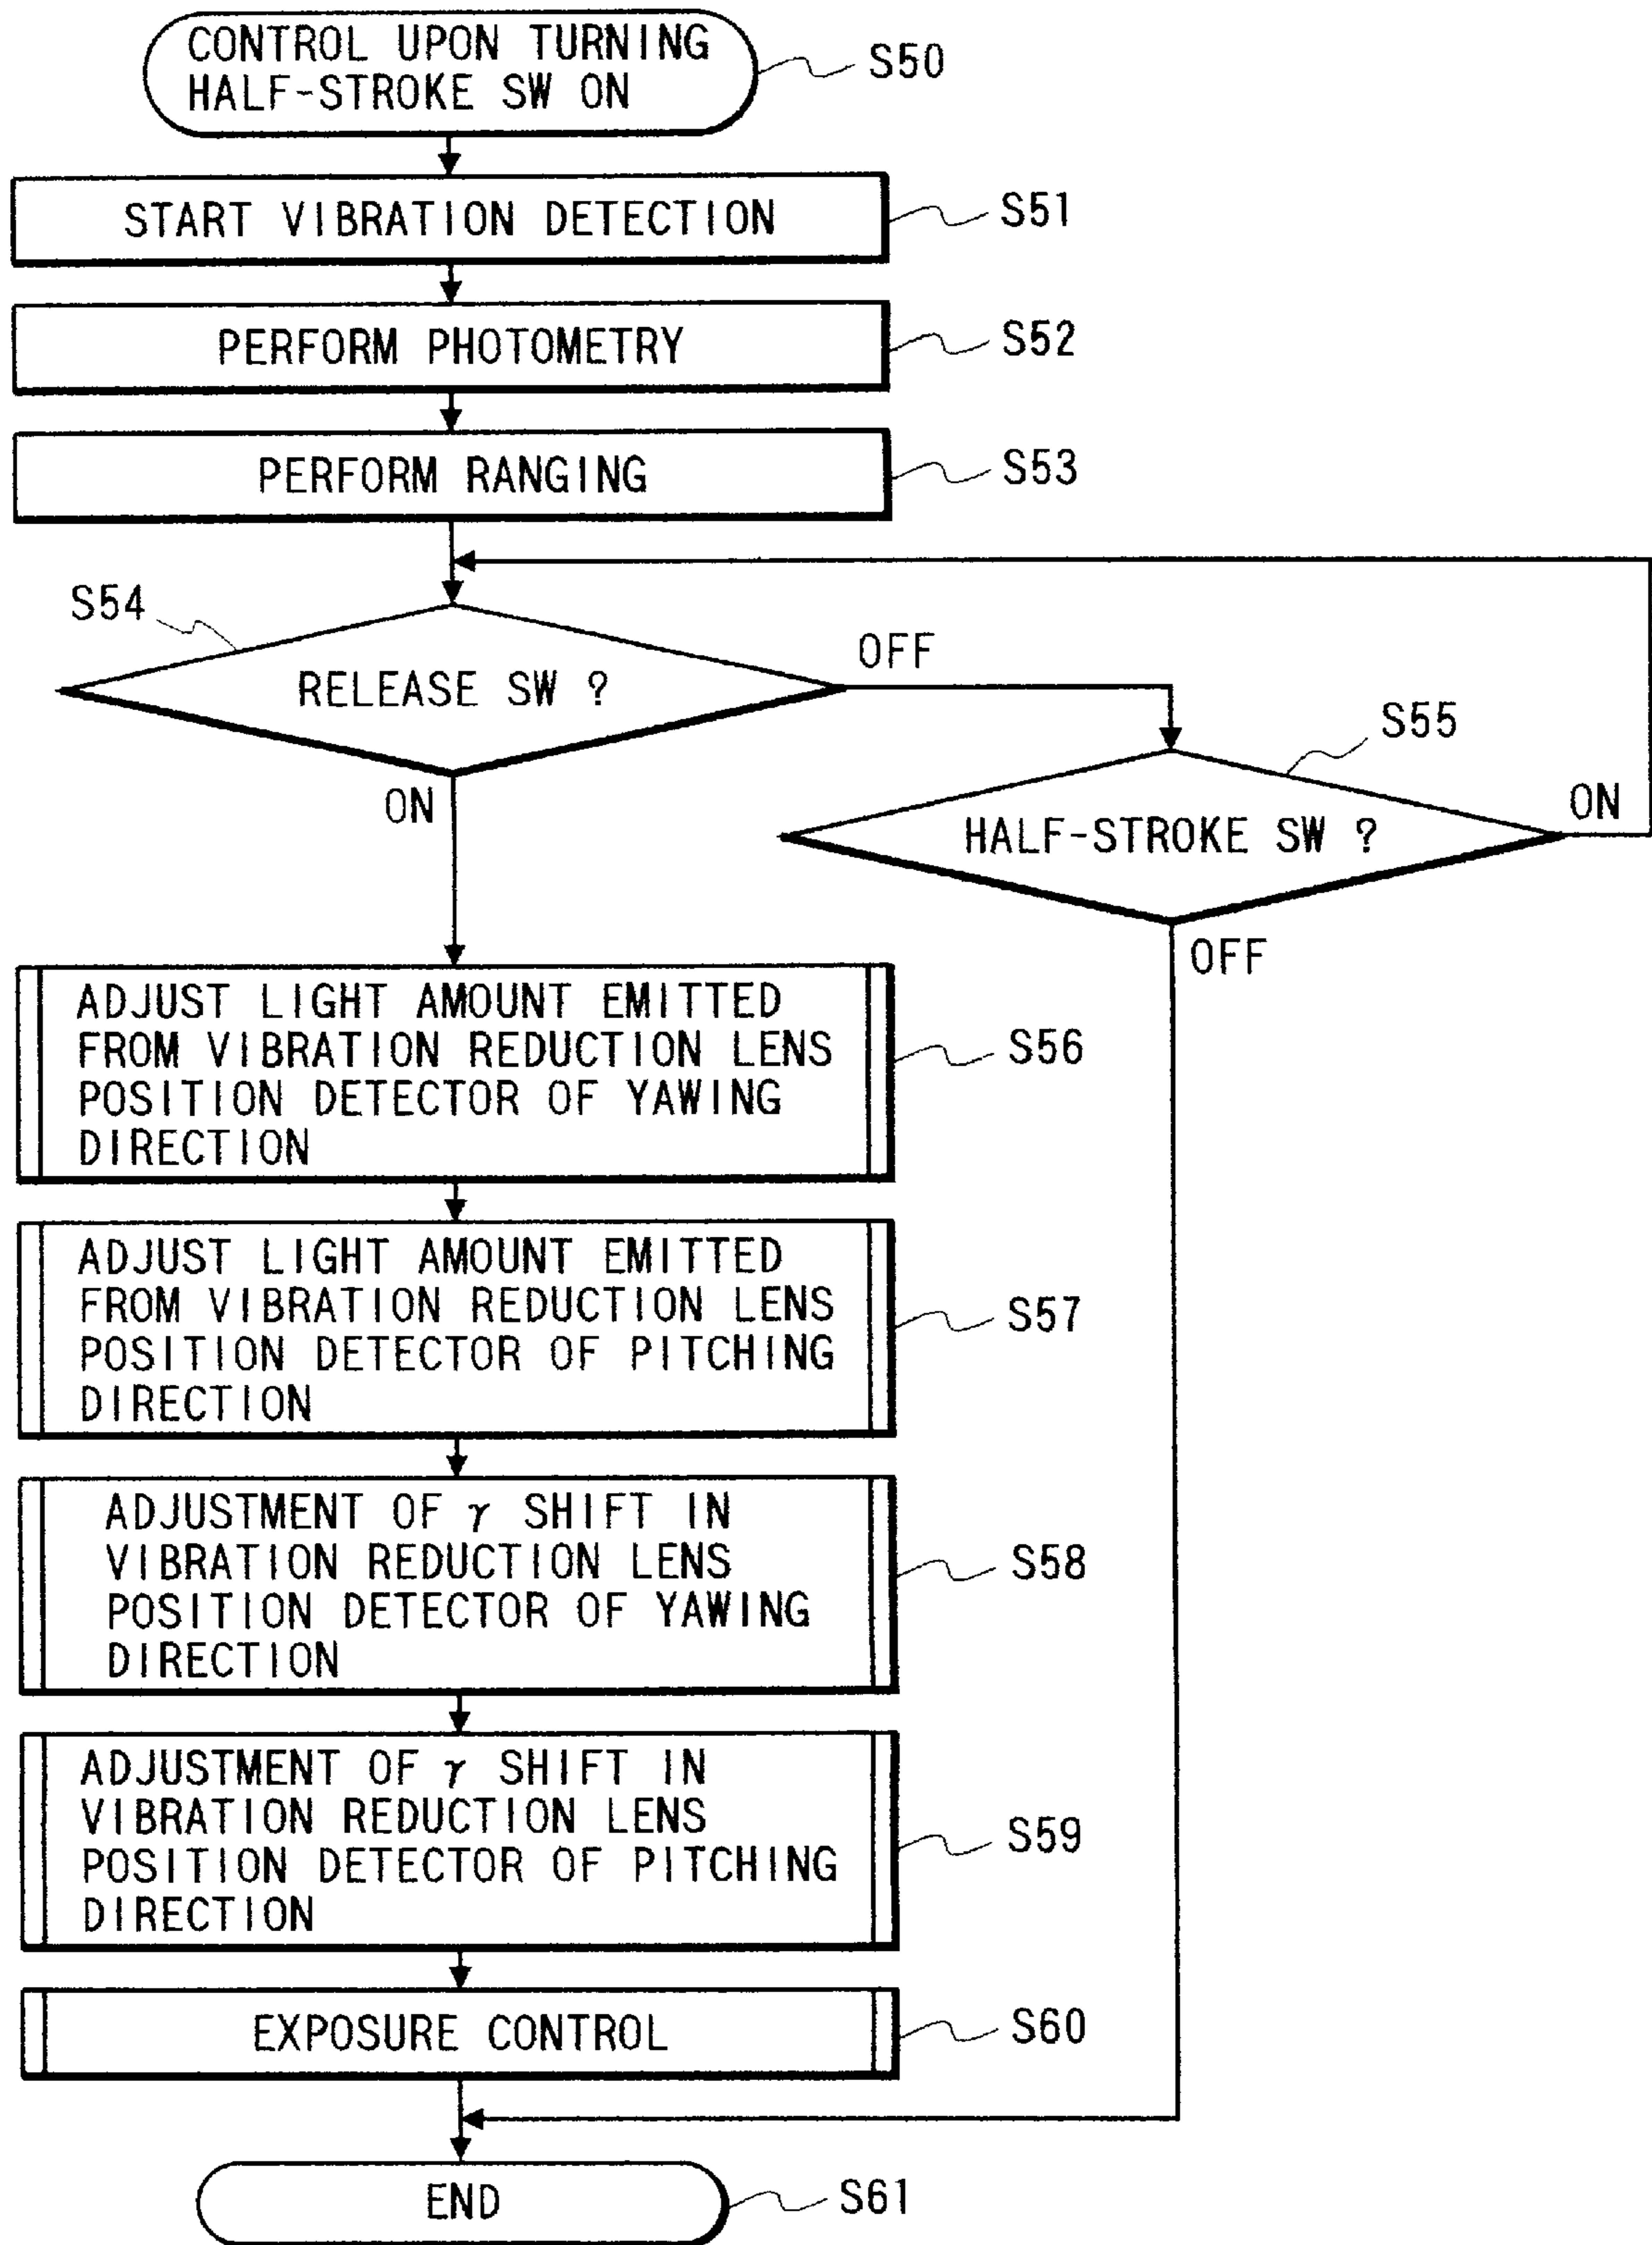 CONTROL UPON TURNING
HALF-STROKE SW ON
S50
START VIBRATION DETECTION
S51
PERFORM PHOTOMETRY
S52
PERFORM RANGING
S53
S54
RELEASE SW ?
OFF
ON
S55
HALF-STROKE SW ?
ON
OFF
ADJUST LIGHT AMOUNT EMITTED
FROM VIBRATION REDUCTION LENS
POSITION DETECTOR OF YAWING
DIRECTION
S56
ADJUST LIGHT AMOUNT EMITTED
FROM VIBRATION REDUCTION LENS
POSITION DETECTOR OF PITCHING
DIRECTION
S57
ADJUSTMENT OF γ SHIFT IN
VIBRATION REDUCTION LENS
POSITION DETECTOR OF YAWING
DIRECTION
S58
ADJUSTMENT OF γ SHIFT IN
VIBRATION REDUCTION LENS
POSITION DETECTOR OF PITCHING
DIRECTION
S59
EXPOSURE CONTROL
S60
END
S61